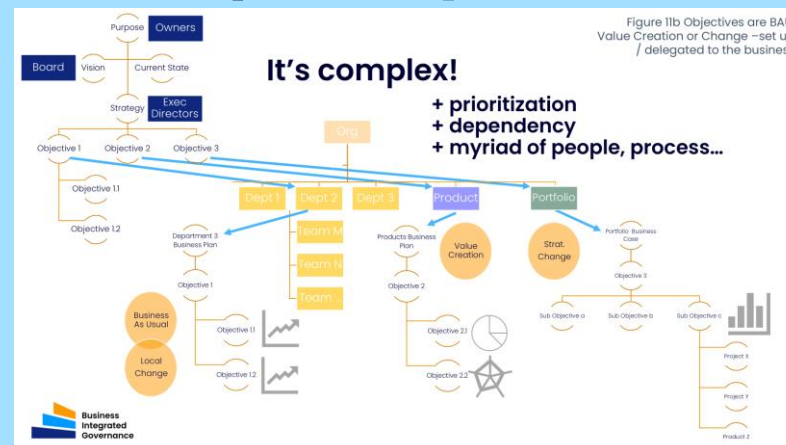 Figure 11b Objectives are BAU
Value Creation or Change –set u
/ delegated to the busines
Purpose
Owners
Board
Vision
Current State
It's complex!
Strategy
Exec
Directors
+ prioritization
+ dependency
+ myriad of people, process...
Org
Objective 1
Objective 2
Objective 3
Objective 1.1
Objective 1.2
Dept 1
Dept 2
Dept 3
Product
Portfolio
Department 3
Business Plan
Team M
Team N
Team ...
Products Business
Plan
Value
Creation
Strat.
Change
Portfolio Business
Case
Objective 1
Objective 2
Objective 3
Business
As Usual
Local
Change
Objective 1.1
Objective 1.2
Objective 2.1
Objective 2.2
Sub Objective a
Sub Objective b
Sub Objective c
Project X
Project Y
Product Z
Business
Integrated
Governance